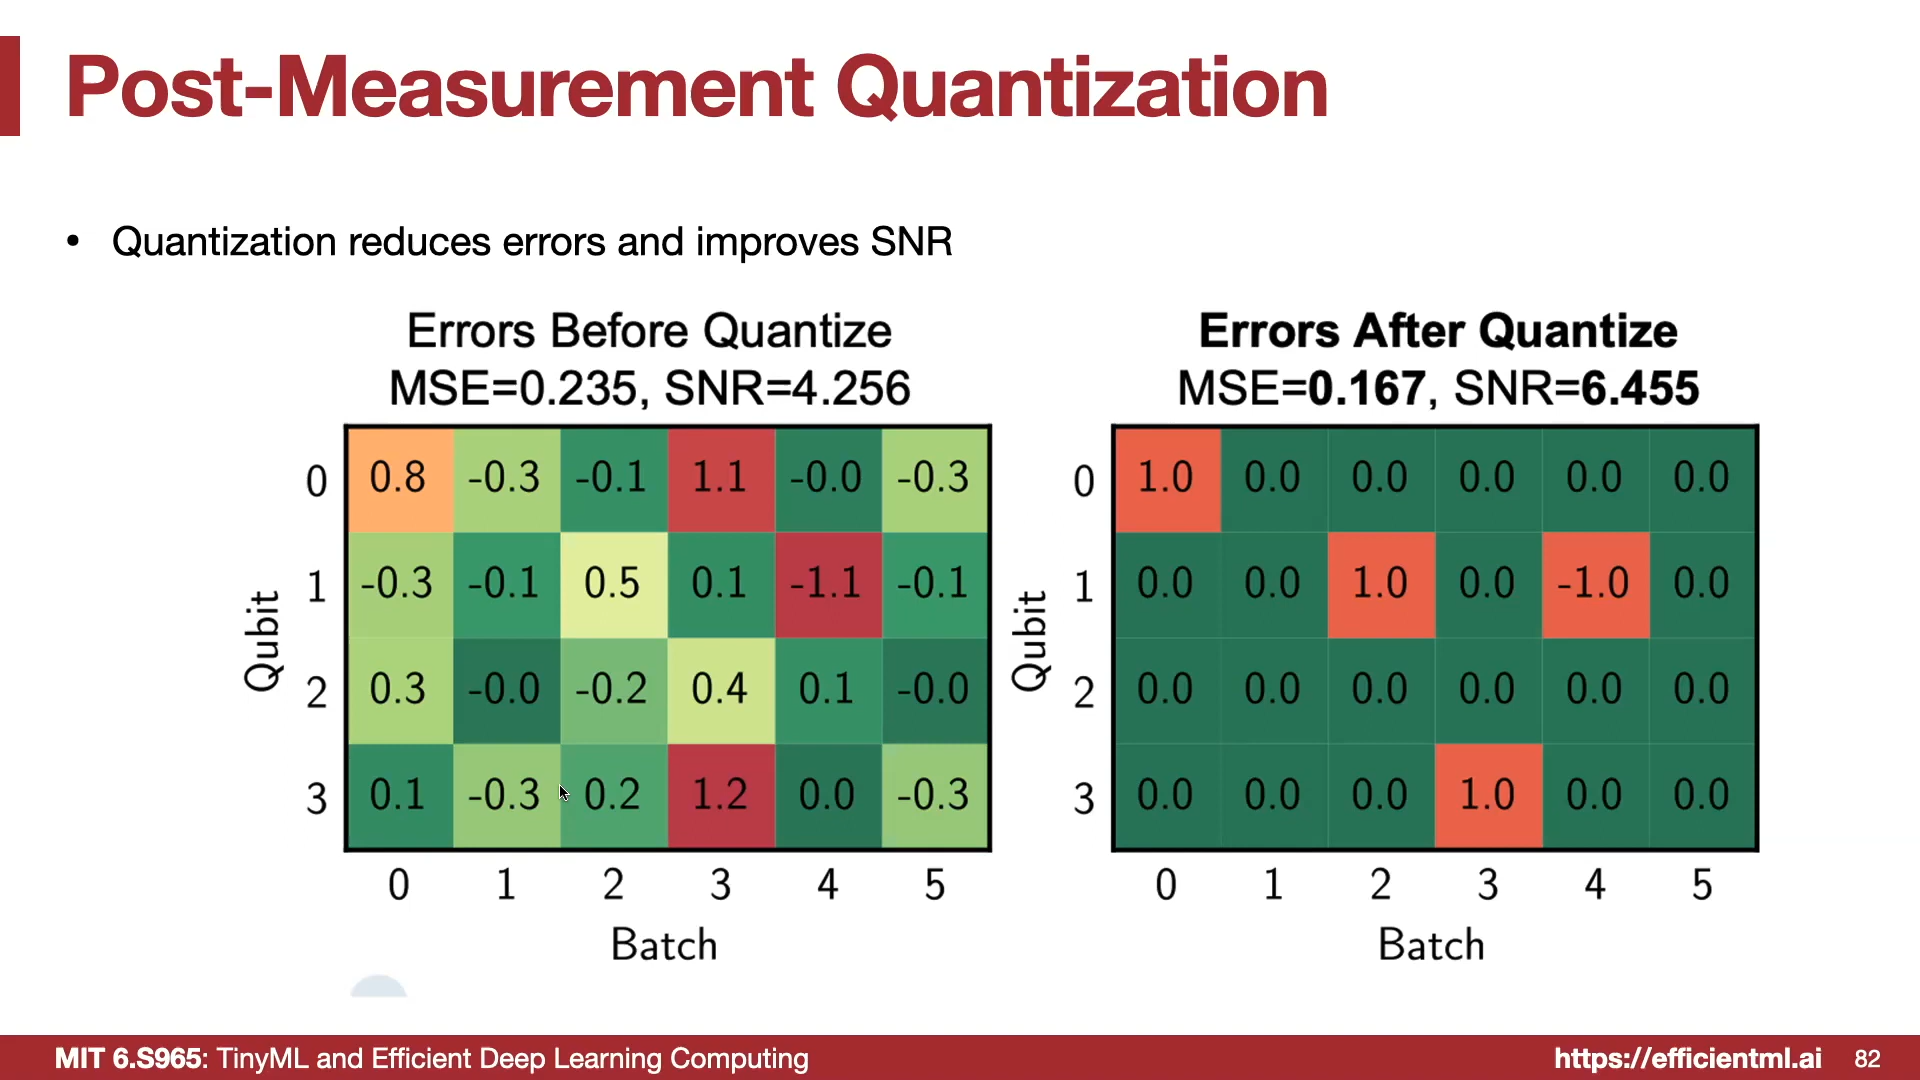 Post-Measurement Quantization
• Quantization reduces errors and improves SNR
Errors Before Quantize
MSE=0.235, SNR=4.256
0 0.8 -0.3 -0.1 1.1 -0.0 -0.3
1 -0.3 -0.1 0.5 0.1 -1.1 -0.1
2 0.3 -0.0 -0.2 0.4 0.1 -0.0
3 0.1 -0.3 0.2 1.2 0.0 -0.3
Qubit
0 1 2 3 4 5
Batch
Errors After Quantize
MSE=0.167, SNR=6.455
0 1.0 0.0 0.0 0.0 0.0 0.0
1 0.0 0.0 1.0 0.0 -1.0 0.0
2 0.0 0.0 0.0 0.0 0.0 0.0
3 0.0 0.0 0.0 1.0 0.0 0.0
Qubit
0 1 2 3 4 5
Batch
MIT 6.S965: TinyML and Efficient Deep Learning Computing
https://efficientml.ai 82